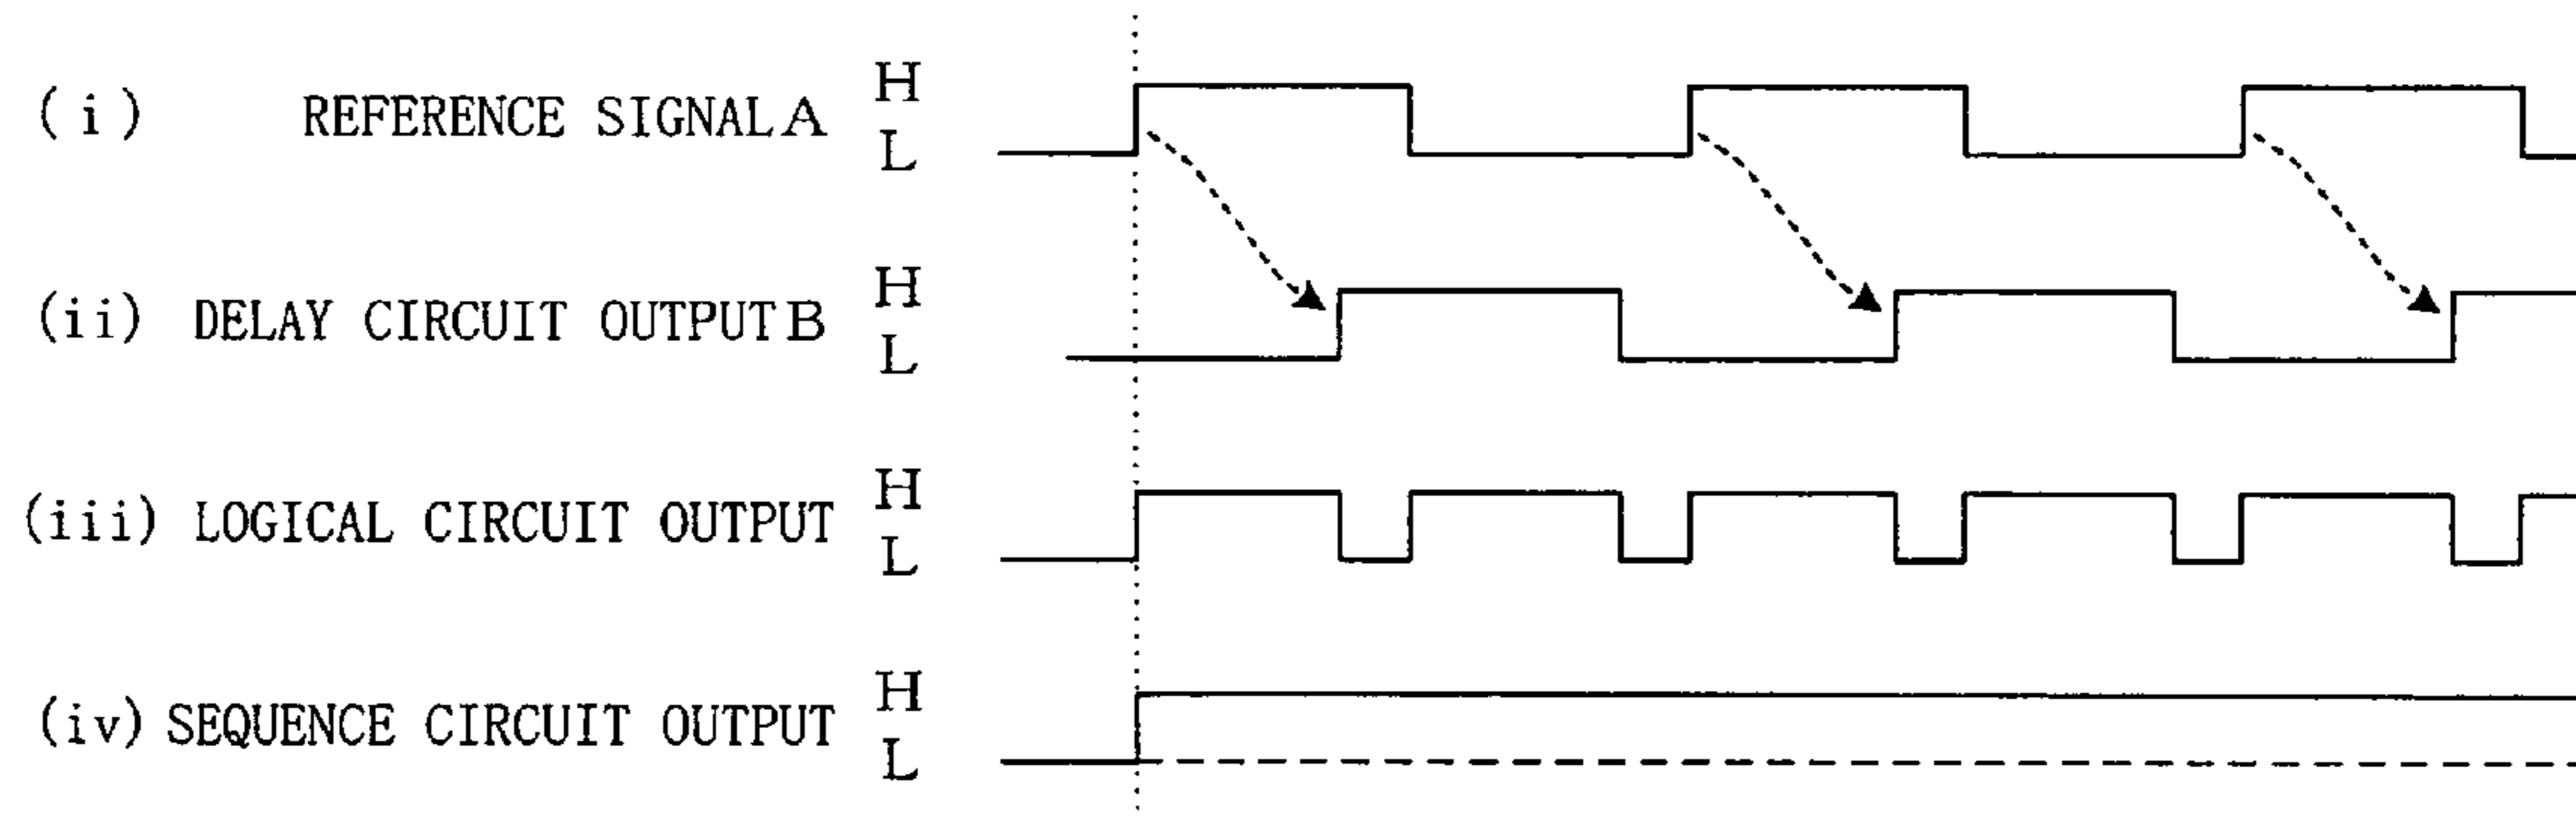 (i) REFERENCE SIGNAL A
H
L
(ii) DELAY CIRCUIT OUTPUT B
H
L
(iii) LOGICAL CIRCUIT OUTPUT
H
L
(iv) SEQUENCE CIRCUIT OUTPUT
H
L